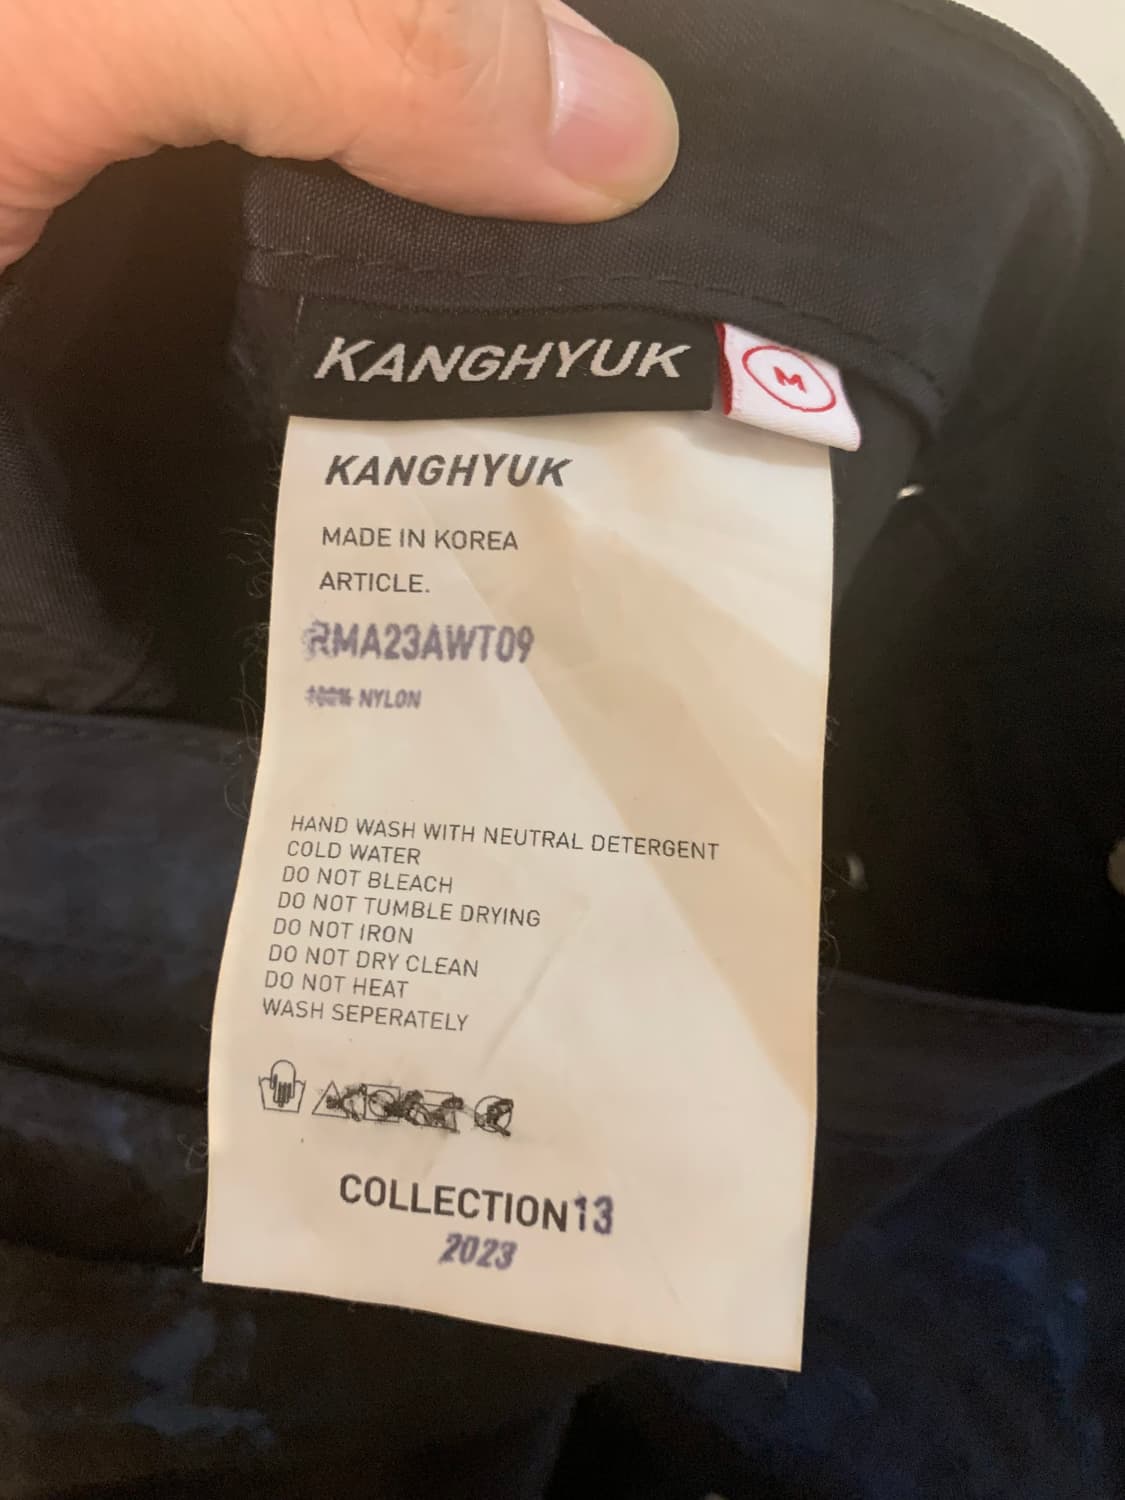 KANGHYUK
M
KANGHYUK
MADE IN KOREA
ARTICLE.
RMA23AWT09
100% NYLON
HAND WASH WITH NEUTRAL DETERGENT
COLD WATER
DO NOT BLEACH
DO NOT TUMBLE DRYING
DO NOT IRON
DO NOT DRY CLEAN
DO NOT HEAT
WASH SEPERATELY
COLLECTION13
2023